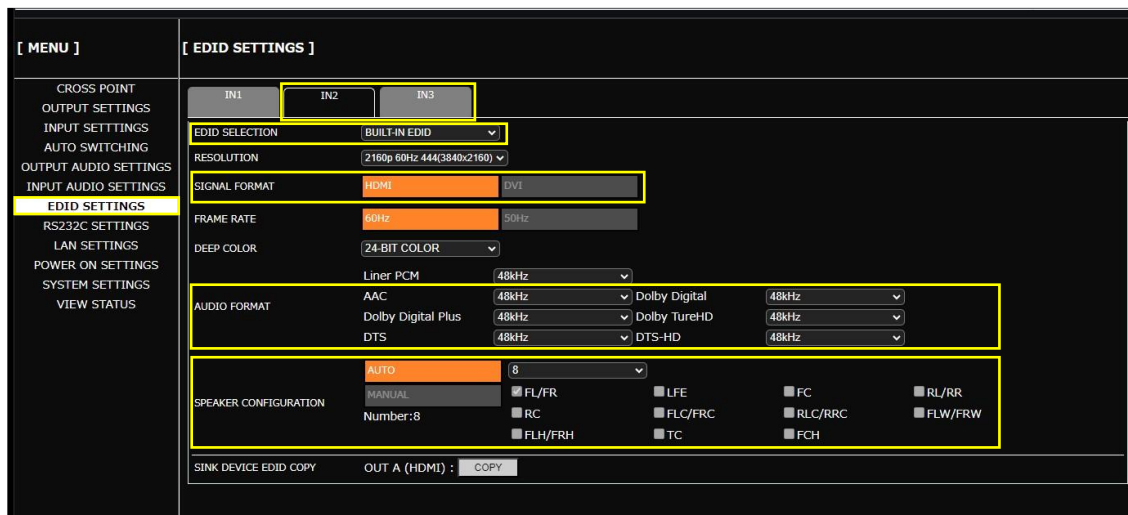 [ MENU ]
[ EDID SETTINGS ]
CROSS POINT
OUTPUT SETTINGS
INPUT SETTTINGS
AUTO SWITCHING
OUTPUT AUDIO SETTINGS
INPUT AUDIO SETTINGS
EDID SETTINGS
RS232C SETTINGS
LAN SETTINGS
POWER ON SETTINGS
SYSTEM SETTINGS
VIEW STATUS
IN1 IN2 IN3
EDID SELECTION BUILT-IN EDID
RESOLUTION 2160p 60Hz 444(3840x2160)
SIGNAL FORMAT HDMI DVI
FRAME RATE 60Hz 50Hz
DEEP COLOR 24-BIT COLOR
Liner PCM 48kHz
AUDIO FORMAT
AAC 48kHz Dolby Digital 48kHz
Dolby Digital Plus 48kHz Dolby TureHD 48kHz
DTS 48kHz DTS-HD 48kHz
SPEAKER CONFIGURATION
AUTO 8
MANUAL FL/FR LFE FC RL/RR
Number:8 RC FLC/FRC RLC/RRC FLW/FRW
FLH/FRH TC FCH
SINK DEVICE EDID COPY OUT A (HDMI) : COPY